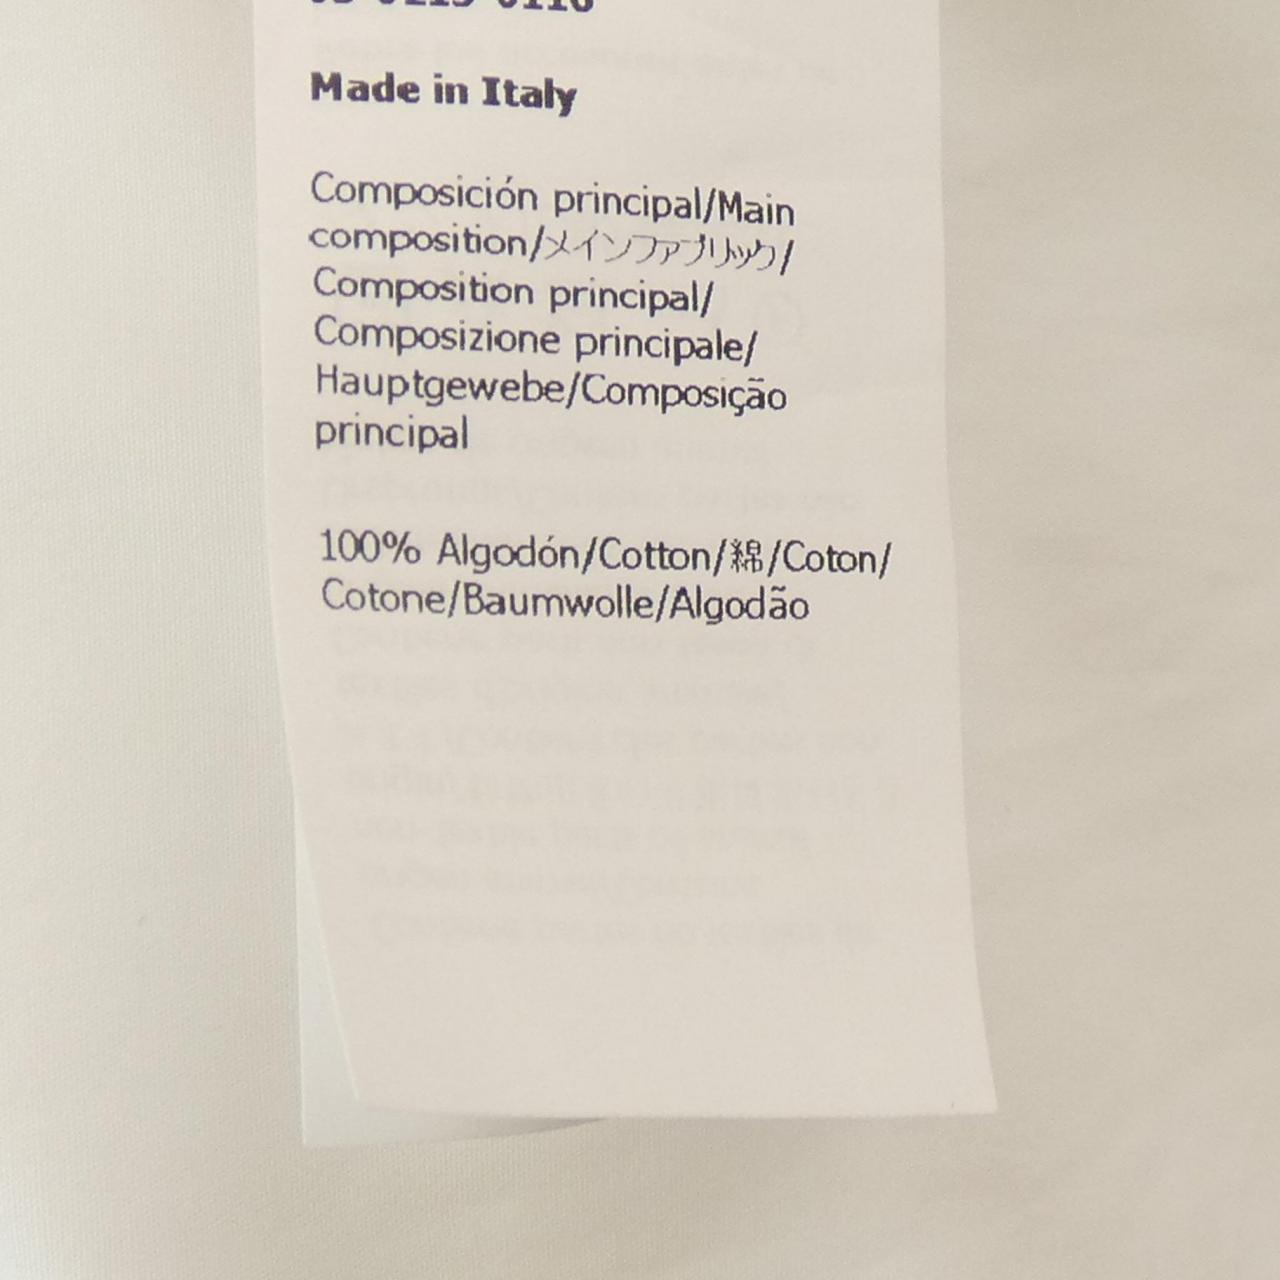 Made in Italy
Composición principal/Main
composition/メインファブリック/
Composition principal/
Composizione principale/
Hauptgewebe/Composição
principal
100% Algodón/Cotton/綿/Coton/
Cotone/Baumwolle/Algodão